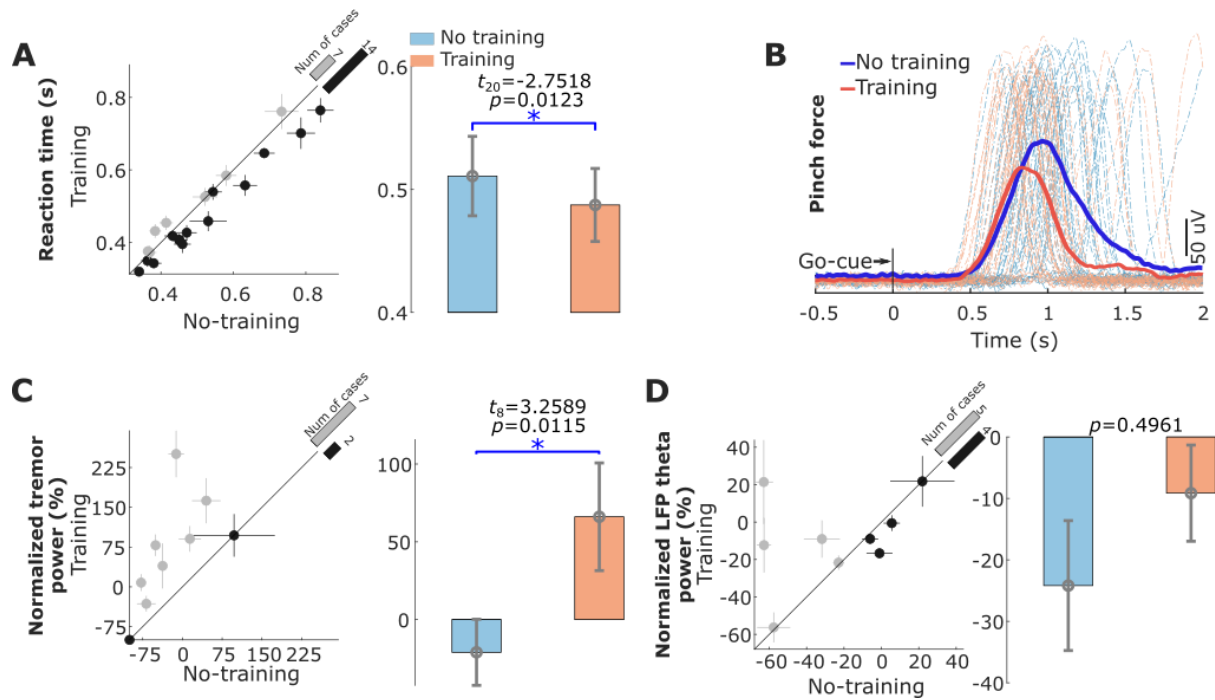 A
Num of cases
7
14
No training
Training
Reaction time (s)
Training
0.8
0.6
0.4
0.4
0.6
0.8
No-training
0.6
0.5
0.4
t20=-2.7518
p=0.0123
*
B
No training
Training
Pinch force
Go-cue
50 uV
-0.5
0
0.5
1
1.5
2
Time (s)
C
Num of cases
7
2
Normalized tremor
power (%)
Training
225
150
75
0
-75
-75
0
75
150
225
No-training
t8=3.2589
p=0.0115
*
100
50
0
D
Num of cases
5
4
Normalized LFP theta
power (%)
Training
40
20
0
-20
-40
-60
-60
-40
-20
0
20
40
No-training
p=0.4961
0
-10
-20
-30
-40